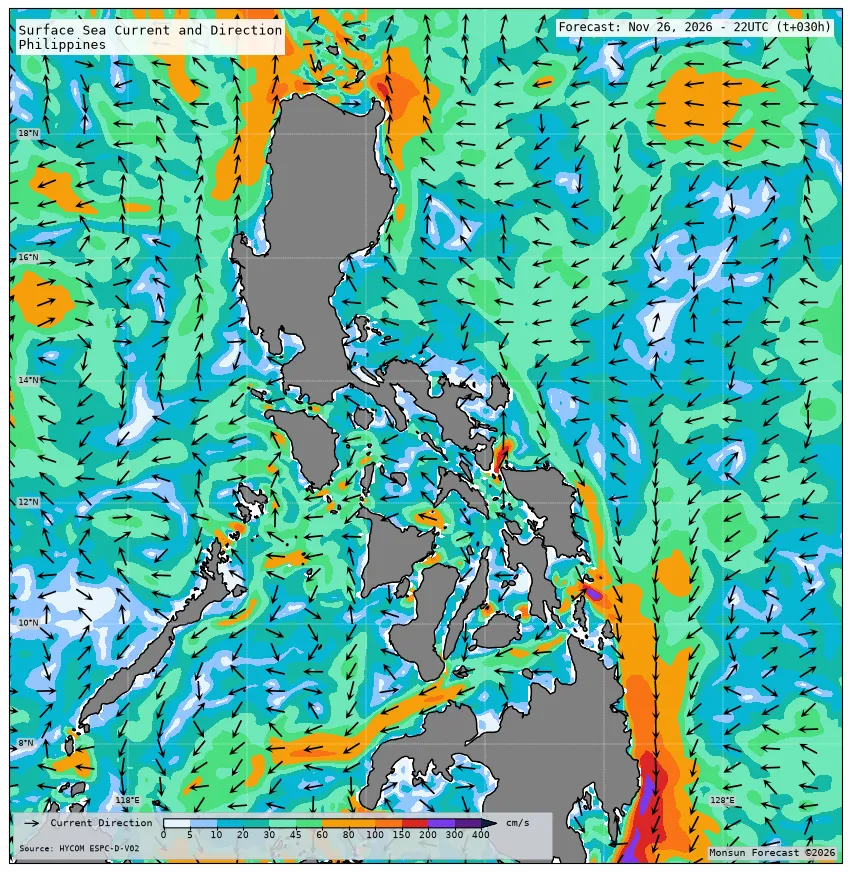 Surface Sea Current and Direction
Philippines
Forecast: Nov 26, 2026 - 22UTC (t+030h)
18°N
16°N
14°N
12°N
10°N
8°N
118°E
128°E
Current Direction
0 5 10 20 30 45 60 80 100 150 200 300 400
cm/s
Source: HYCOM ESPC-D-V02
Monsun Forecast ©2026